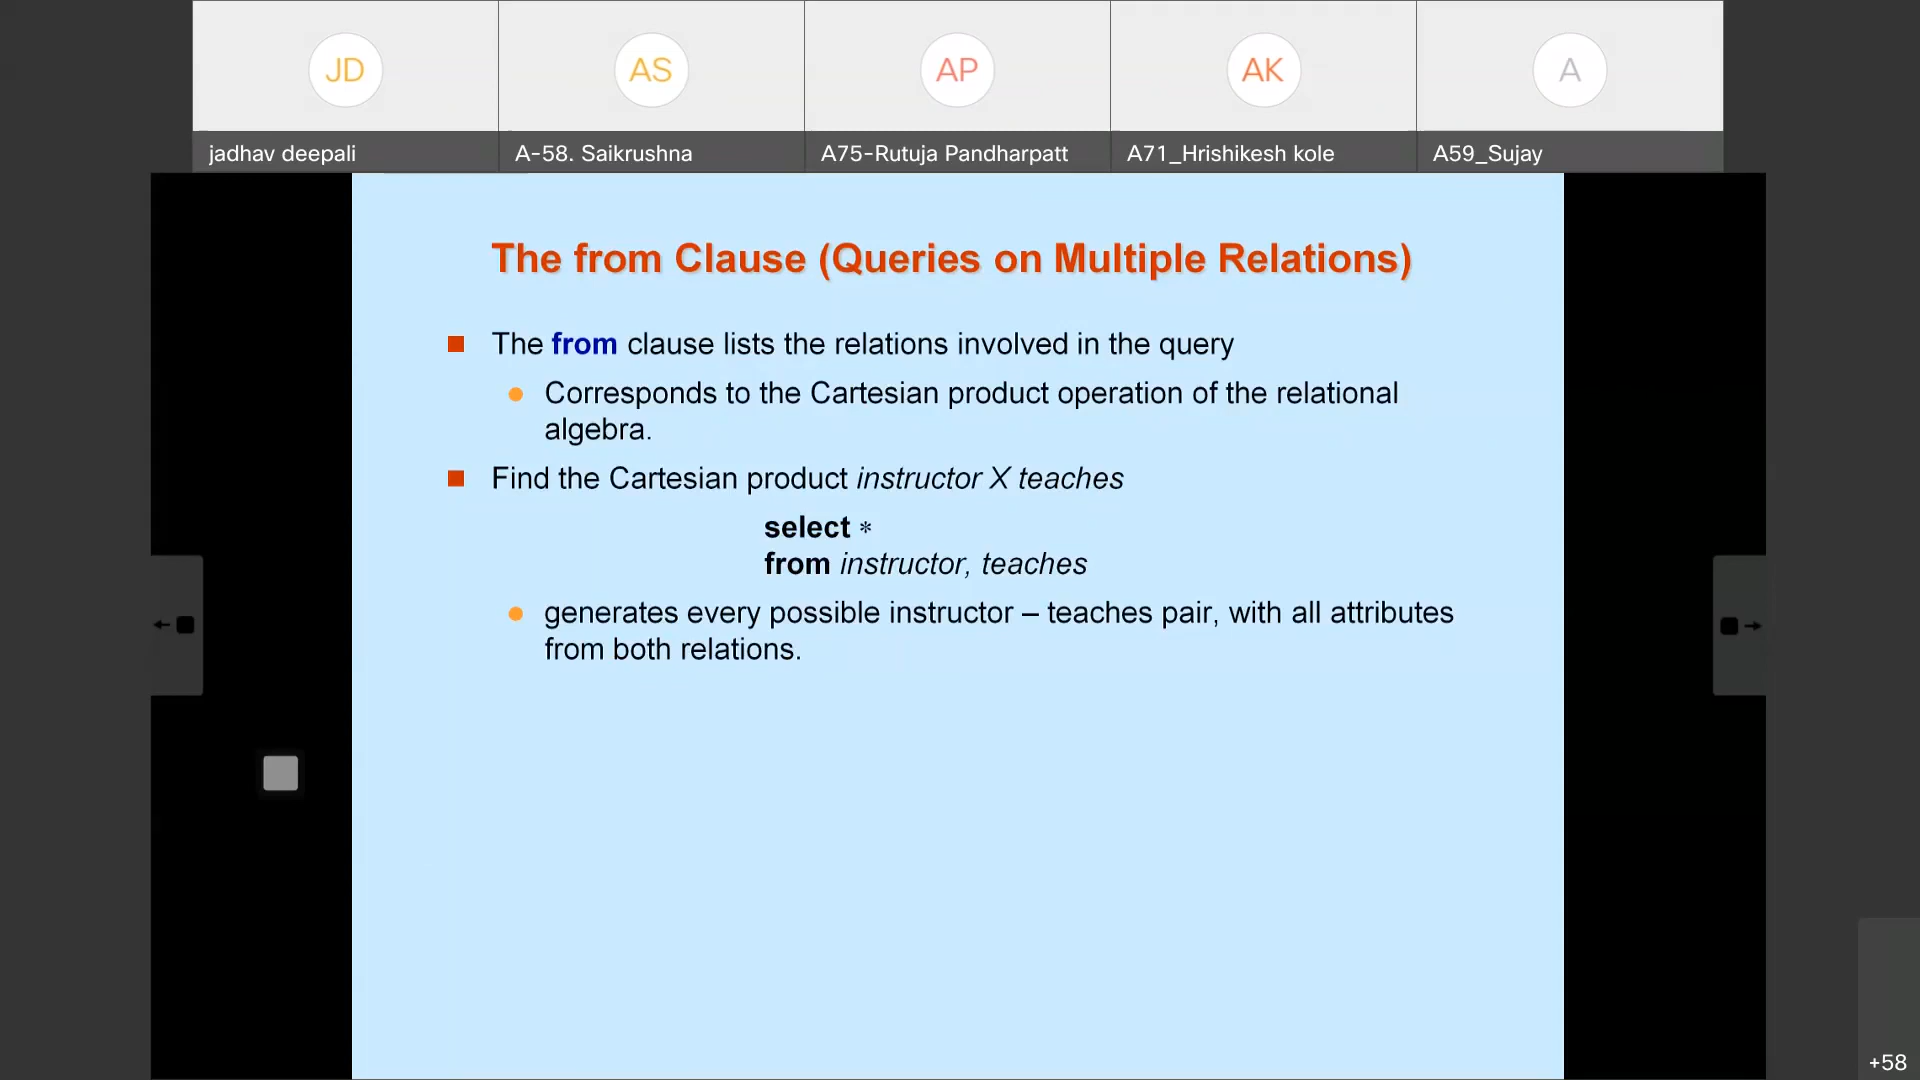 JD
AS
AP
AK
A
jadhav deepali
A-58. Saikrushna
A75-Rutuja Pandharpatt
A71_Hrishikesh kole
A59_Sujay
The from Clause (Queries on Multiple Relations)
The from clause lists the relations involved in the query
Corresponds to the Cartesian product operation of the relational
algebra.
Find the Cartesian product instructor X teaches
select *
from instructor, teaches
generates every possible instructor – teaches pair, with all attributes
from both relations.
+58